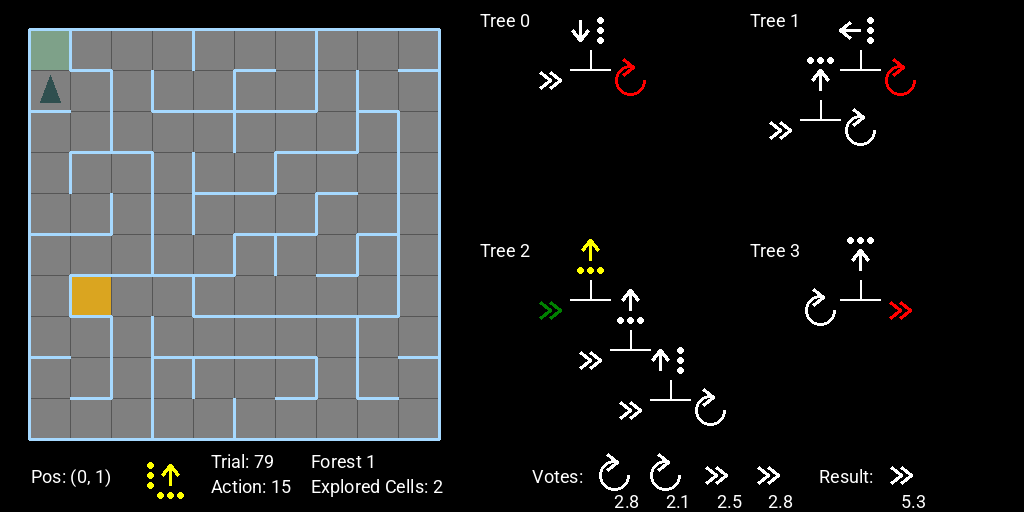 Tree 0
Tree 1
Tree 2
Tree 3
Pos: (0, 1)
Trial: 79
Forest 1
Action: 15
Explored Cells: 2
Votes:
2.8
2.1
2.5
2.8
Result:
5.3